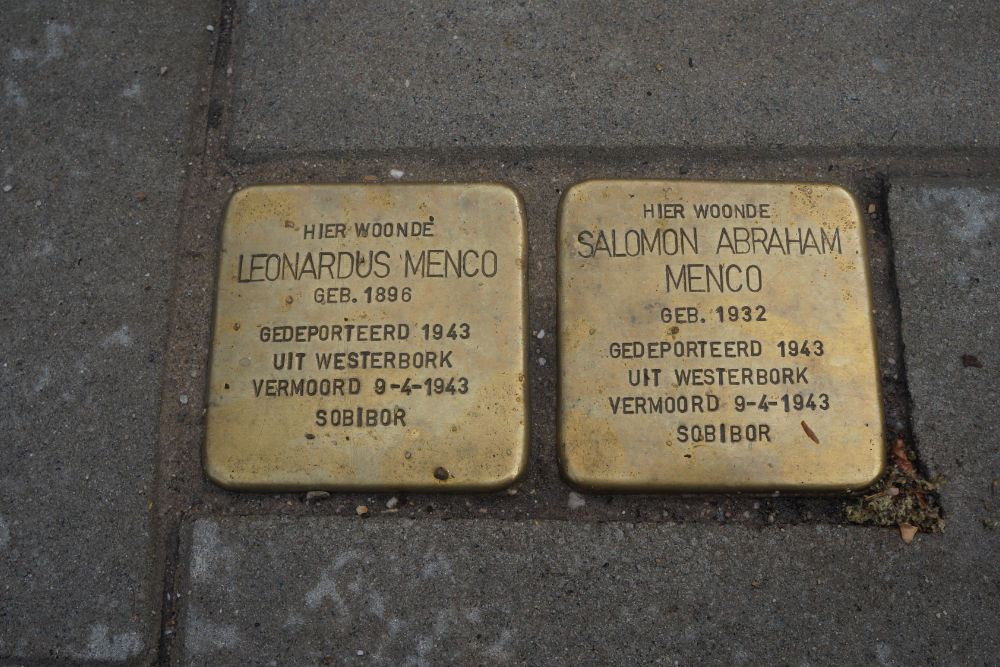 HIER WOONDE
LEONARDUS MENCO
GEB. 1896
GEDEPORTEERD 1943
UIT WESTERBORK
VERMOORD 9-4-1943
SOBIBOR
HIER WOONDE
SALOMON ABRAHAM
MENCO
GEB. 1932
GEDEPORTEERD 1943
UIT WESTERBORK
VERMOORD 9-4-1943
SOBIBOR